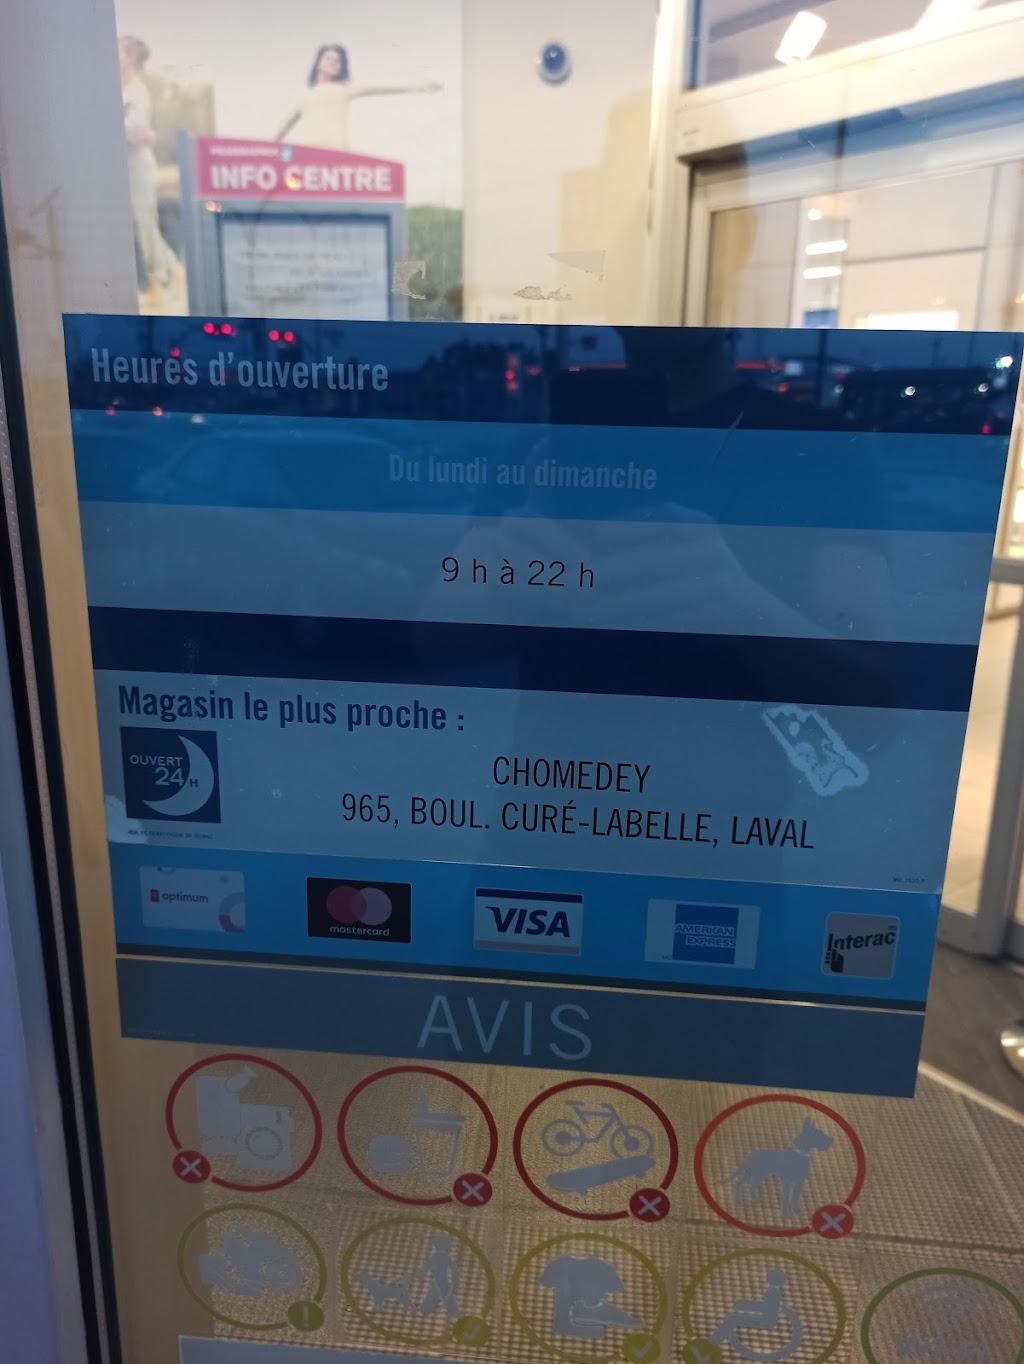 INFO CENTRE
Heures d'ouverture
Du lundi au dimanche
9 h à 22 h
Magasin le plus proche :
OUVERT
24 H
CHOMEDEY
965, BOUL. CURÉ-LABELLE, LAVAL
optimum
mastercard
VISA
AMERICAN
EXPRESS
Interac
AVIS